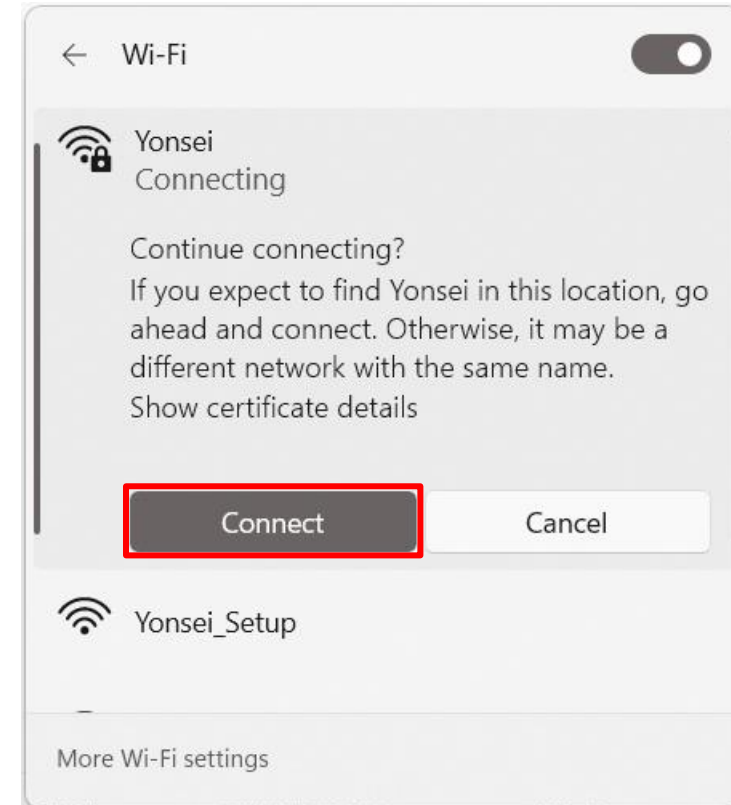 Wi-Fi
Yonsei
Connecting
Continue connecting?
If you expect to find Yonsei in this location, go
ahead and connect. Otherwise, it may be a
different network with the same name.
Show certificate details
Connect Cancel
Yonsei_Setup
More Wi-Fi settings